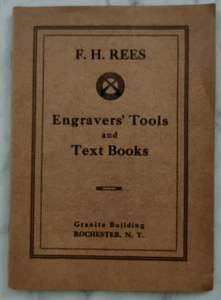 F. H. REES
Engravers' Tools
and
Text Books
Granite Building
ROCHESTER, N. Y.